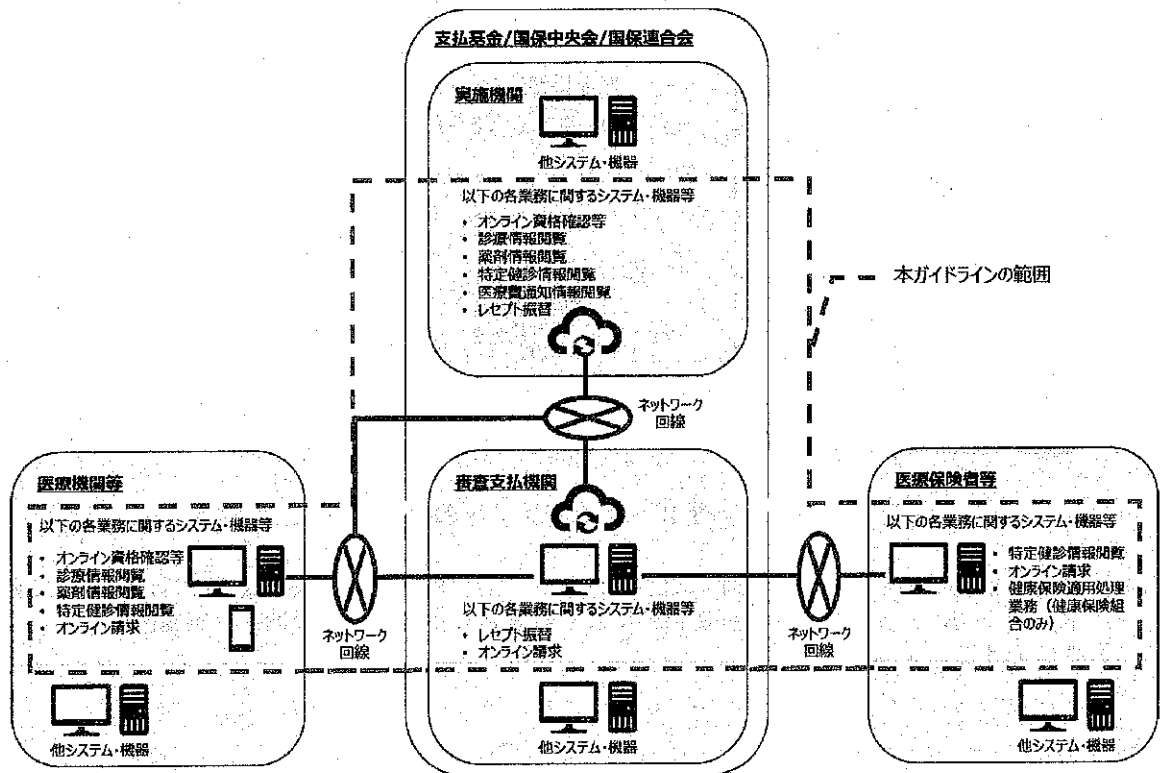 支払基金/国保中央会/国保連合会
実施機関
他システム・機器
以下の各業務に関するシステム・機器等
・ オンライン資格確認等
・ 診療情報閲覧
・ 薬剤情報閲覧
・ 特定健診情報閲覧
・ 医療費通知情報閲覧
・ レセプト振替
本ガイドラインの範囲
ネットワーク
回線
医療機関等
以下の各業務に関するシステム・機器等
・ オンライン資格確認等
・ 診療情報閲覧
・ 薬剤情報閲覧
・ 特定健診情報閲覧
・ オンライン請求
他システム・機器
ネットワーク
回線
審査支払機関
以下の各業務に関するシステム・機器等
・ レセプト振替
・ オンライン請求
他システム・機器
ネットワーク
回線
医療保険者等
以下の各業務に関するシステム・機器等
・ 特定健診情報閲覧
・ オンライン請求
・ 健康保険適用処理
業務（健康保険組
合のみ）
他システム・機器